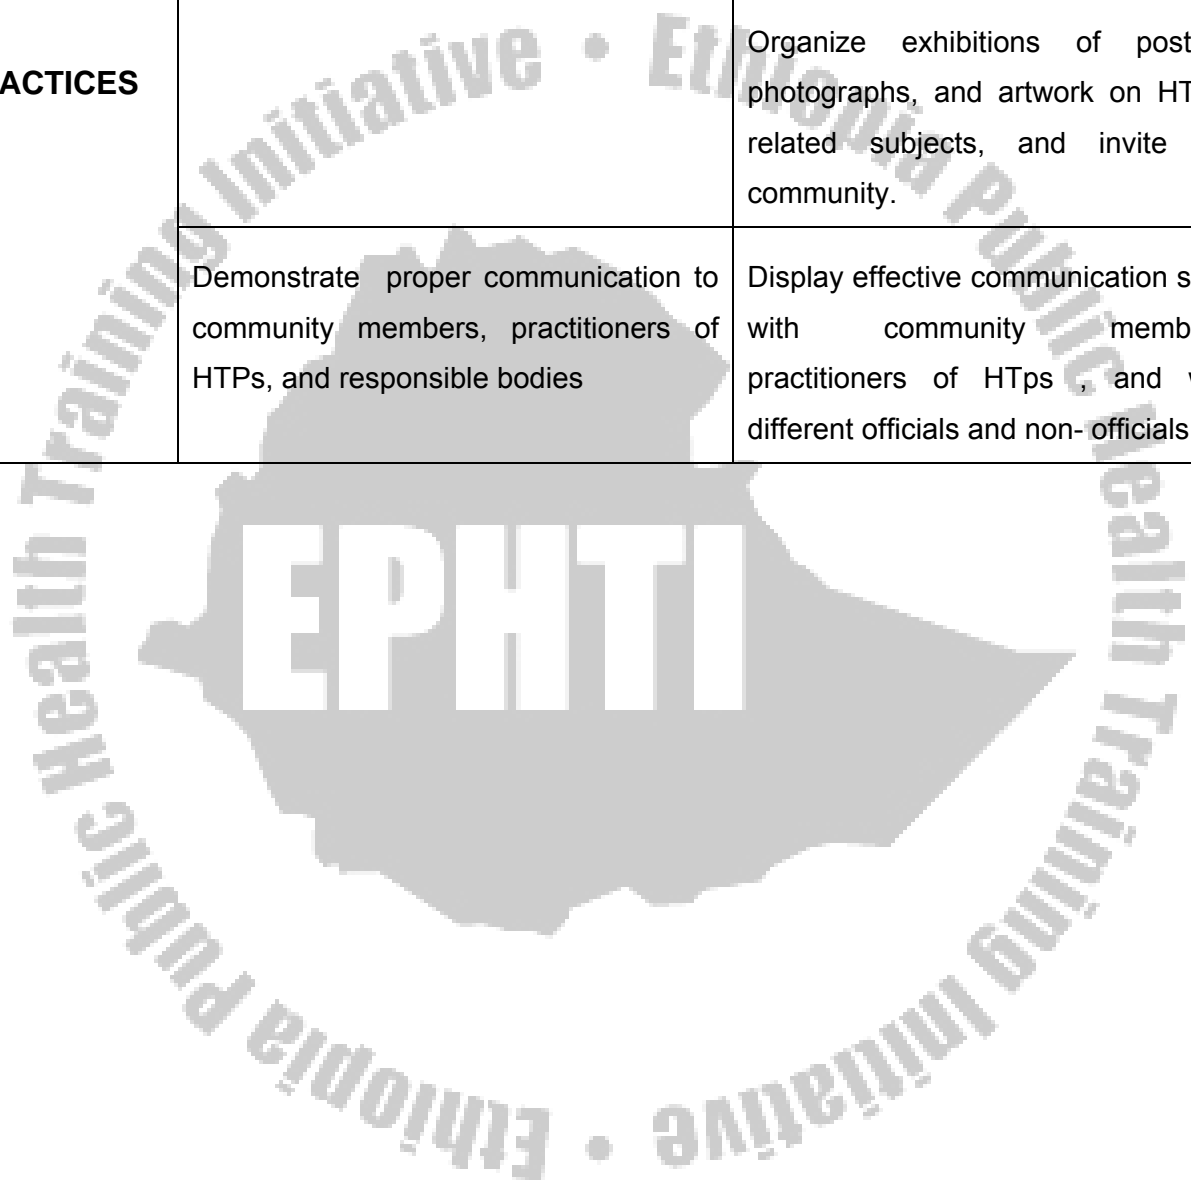 ACTICES
Organize exhibitions of post
photographs, and artwork on HT
related subjects, and invite
community.
Demonstrate proper communication to
community members, practitioners of
HTPs, and responsible bodies
Display effective communication s
with community memb
practitioners of HTps , and w
different officials and non- officials
EPHTI
Ethiopia Public Health Training Initiative • Ethiopia Public Health Training Initiative •